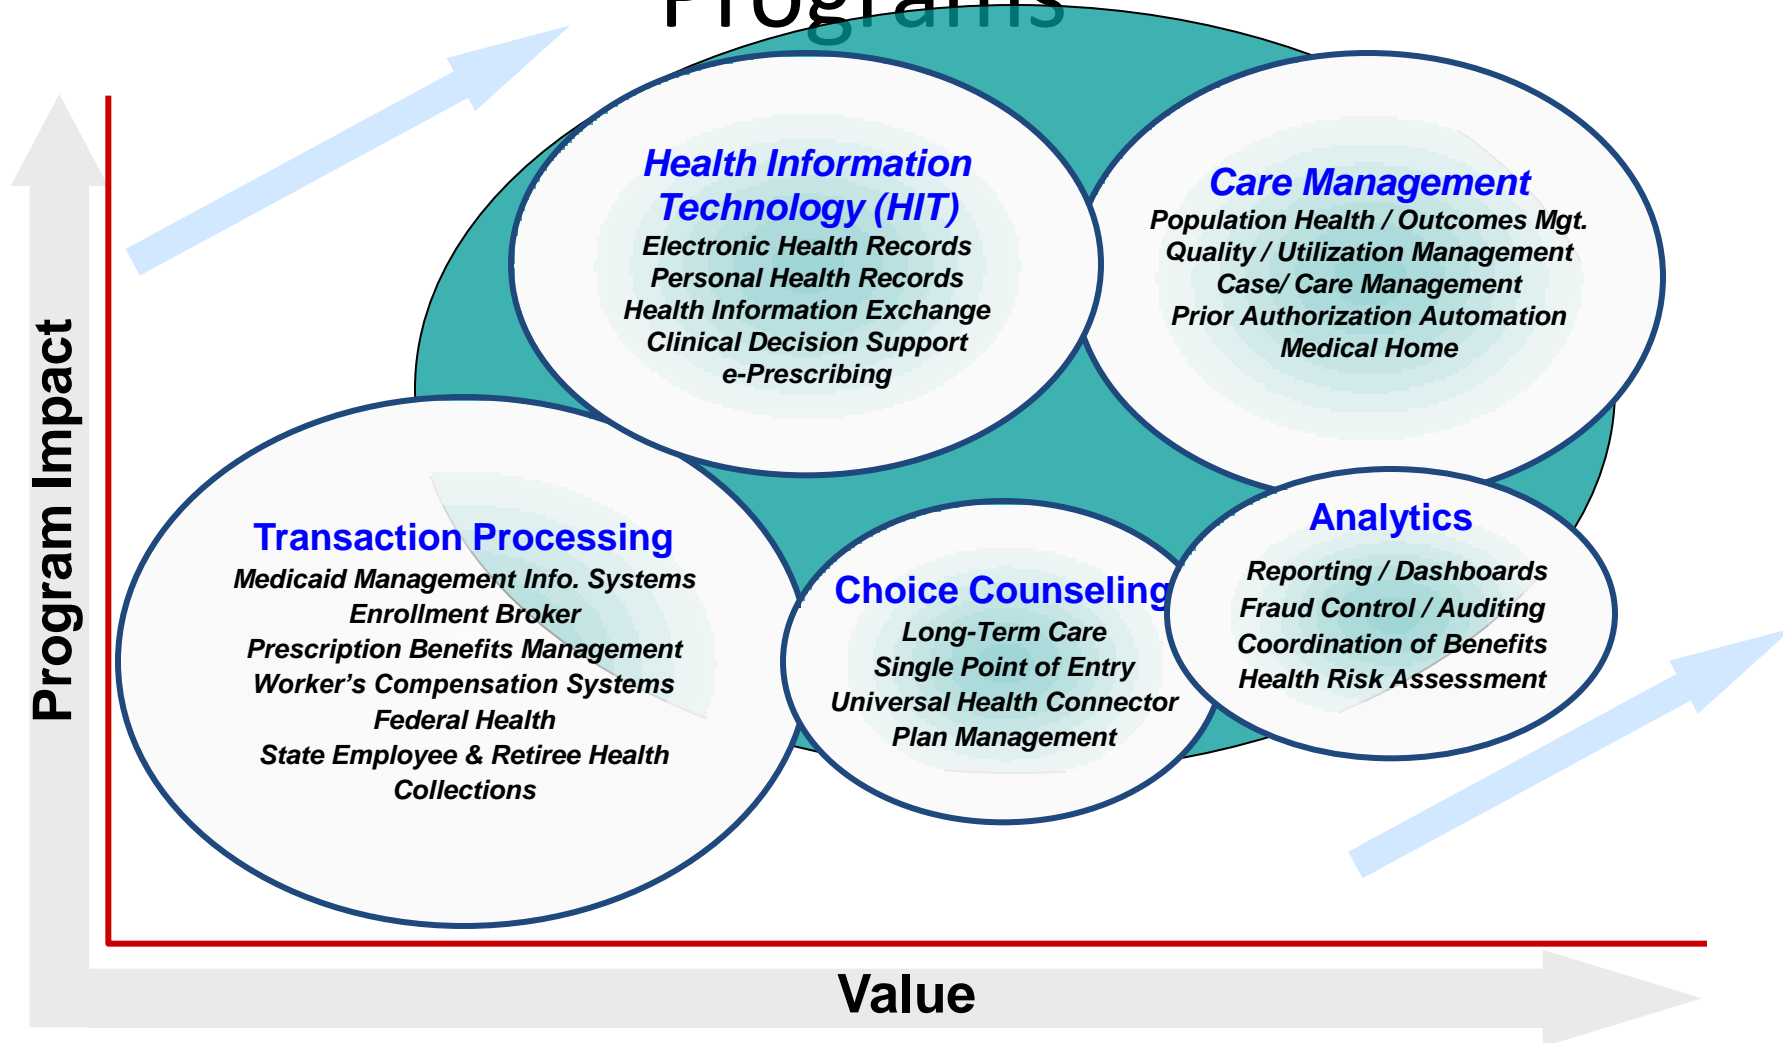 Programs
Health Information
Technology (HIT)
Electronic Health Records
Personal Health Records
Health Information Exchange
Clinical Decision Support
e-Prescribing
Care Management
Population Health / Outcomes Mgt.
Quality / Utilization Management
Case/ Care Management
Prior Authorization Automation
Medical Home
Program Impact
Transaction Processing
Medicaid Management Info. Systems
Enrollment Broker
Prescription Benefits Management
Worker’s Compensation Systems
Federal Health
State Employee & Retiree Health
Collections
Choice Counseling
Long-Term Care
Single Point of Entry
Universal Health Connector
Plan Management
Analytics
Reporting / Dashboards
Fraud Control / Auditing
Coordination of Benefits
Health Risk Assessment
Value